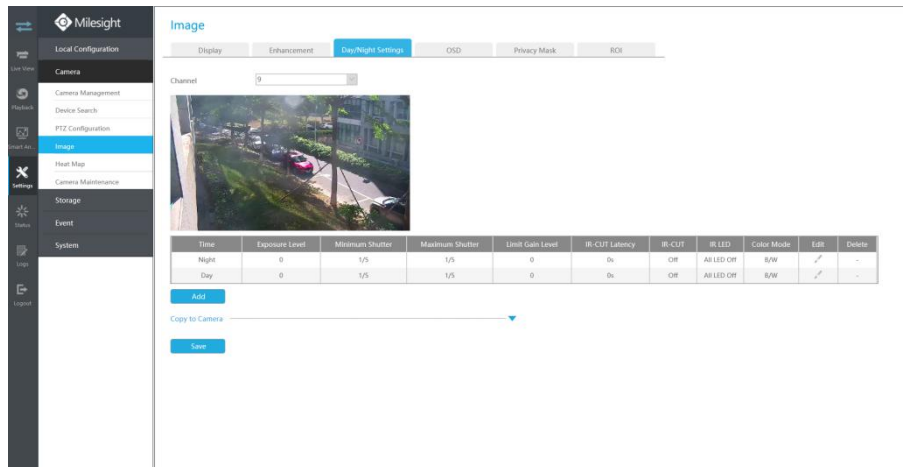 Milesight
Live View
Playback
Smart An...
Settings
Status
Logs
Logout
Local Configuration
Camera
Camera Management
Device Search
PTZ Configuration
Image
Heat Map
Camera Maintenance
Storage
Event
System
Image
Display Enhancement Day/Night Settings OSD Privacy Mask ROI
Channel 9
Time Exposure Level Minimum Shutter Maximum Shutter Limit Gain Level IR-CUT Latency IR-CUT IR LED Color Mode Edit Delete
Night 0 1/5 1/5 0 0s Off All LED Off B/W -
Day 0 1/5 1/5 0 0s Off All LED Off B/W -
Add
Copy to Camera
Save